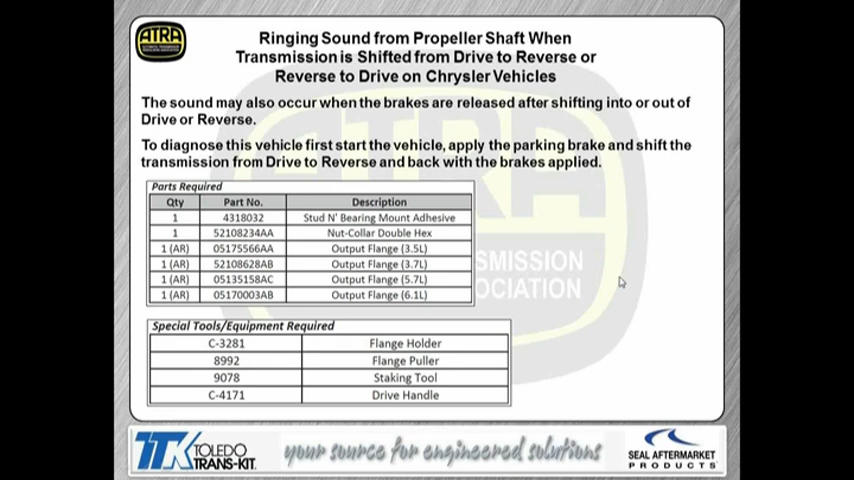 ATRA
Ringing Sound from Propeller Shaft When
Transmission is Shifted from Drive to Reverse or
Reverse to Drive on Chrysler Vehicles
The sound may also occur when the brakes are released after shifting into or out of
Drive or Reverse.
To diagnose this vehicle first start the vehicle, apply the parking brake and shift the
transmission from Drive to Reverse and back with the brakes applied.
Parts Required
Qty Part No. Description
1 4318032 Stud N' Bearing Mount Adhesive
1 52108234AA Nut-Collar Double Hex
1 (AR) 05175566AA Output Flange (3.5L)
1 (AR) 52108628AB Output Flange (3.7L)
1 (AR) 05135158AC Output Flange (5.7L)
1 (AR) 05170003AB Output Flange (6.1L)
SMISSION
OCIATION
Special Tools/Equipment Required
C-3281 Flange Holder
8992 Flange Puller
9078 Staking Tool
C-4171 Drive Handle
TTK TOLEDO
TRANS-KIT.
your source for engineered solutions
SEAL AFTERMARKET
PRODUCTS